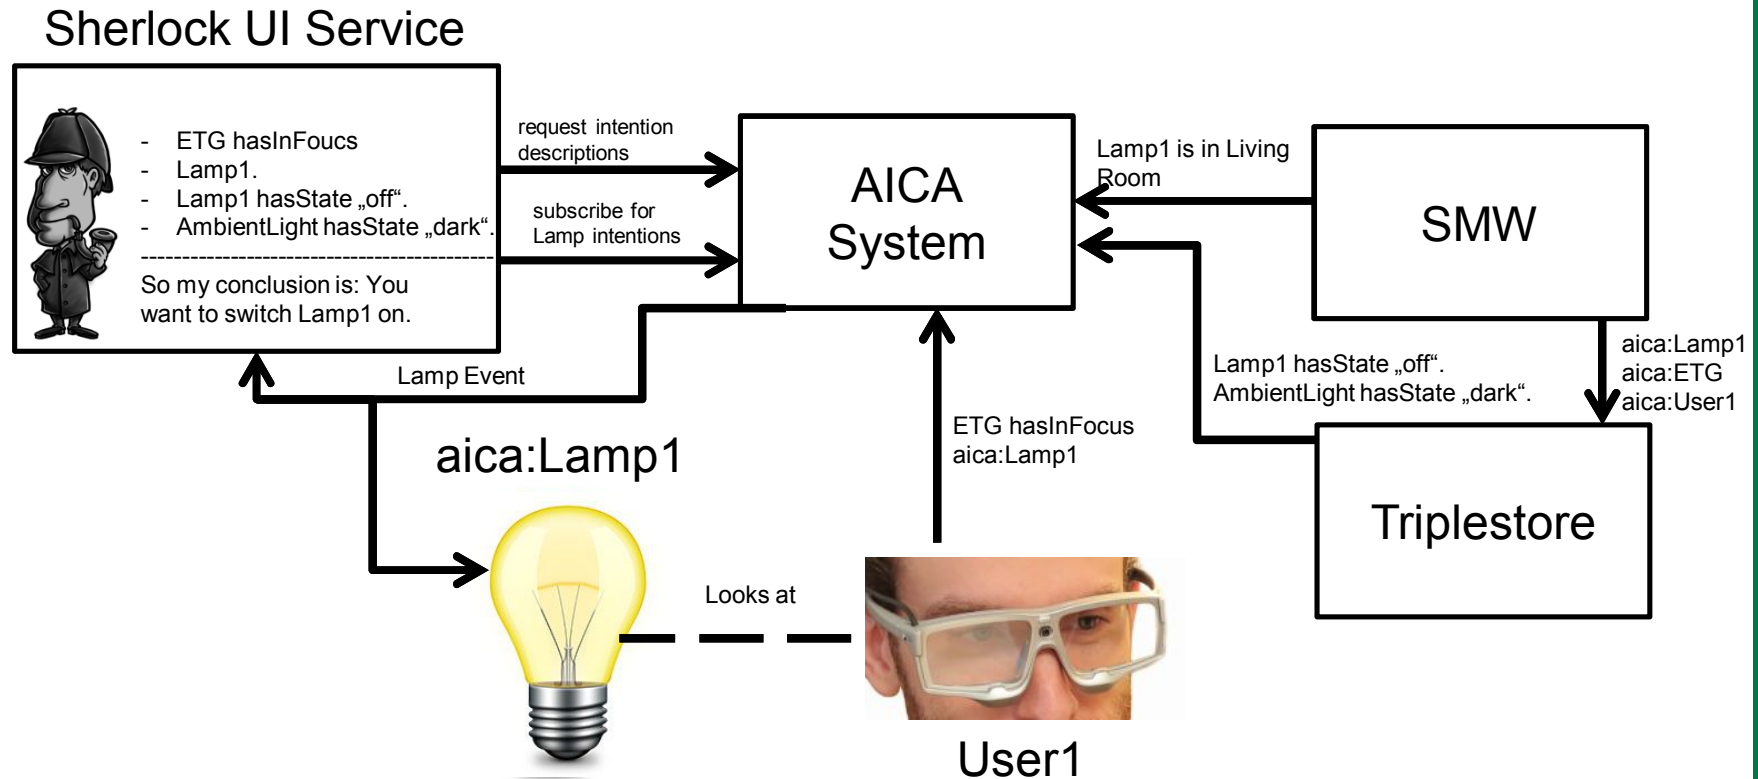 Sherlock UI Service
- ETG hasInFoucs
- Lamp1.
- Lamp1 hasState „off“.
- AmbientLight hasState „dark“.
-------------------------------------------
So my conclusion is: You
want to switch Lamp1 on.
request intention
descriptions
subscribe for
Lamp intentions
AICA
System
Lamp1 is in Living
Room
SMW
Lamp Event
Lamp1 hasState „off“.
AmbientLight hasState „dark“.
aica:Lamp1
aica:ETG
aica:User1
ETG hasInFocus
aica:Lamp1
aica:Lamp1
Triplestore
Looks at
User1